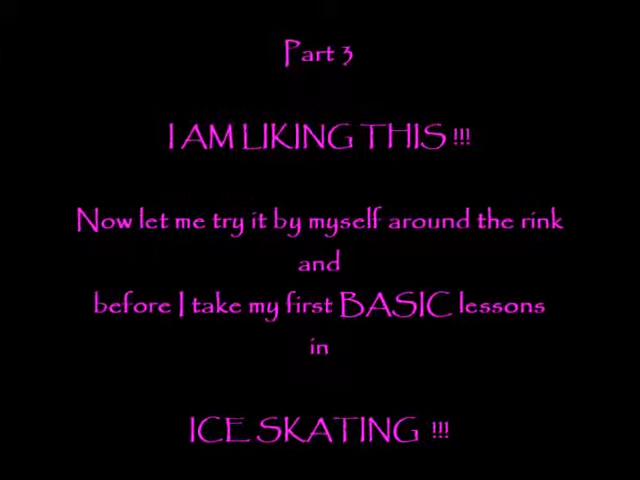 Part 3
I AM LIKING THIS !!!
Now let me try it by myself around the rink
and
before I take my first BASIC lessons
in
ICE SKATING !!!